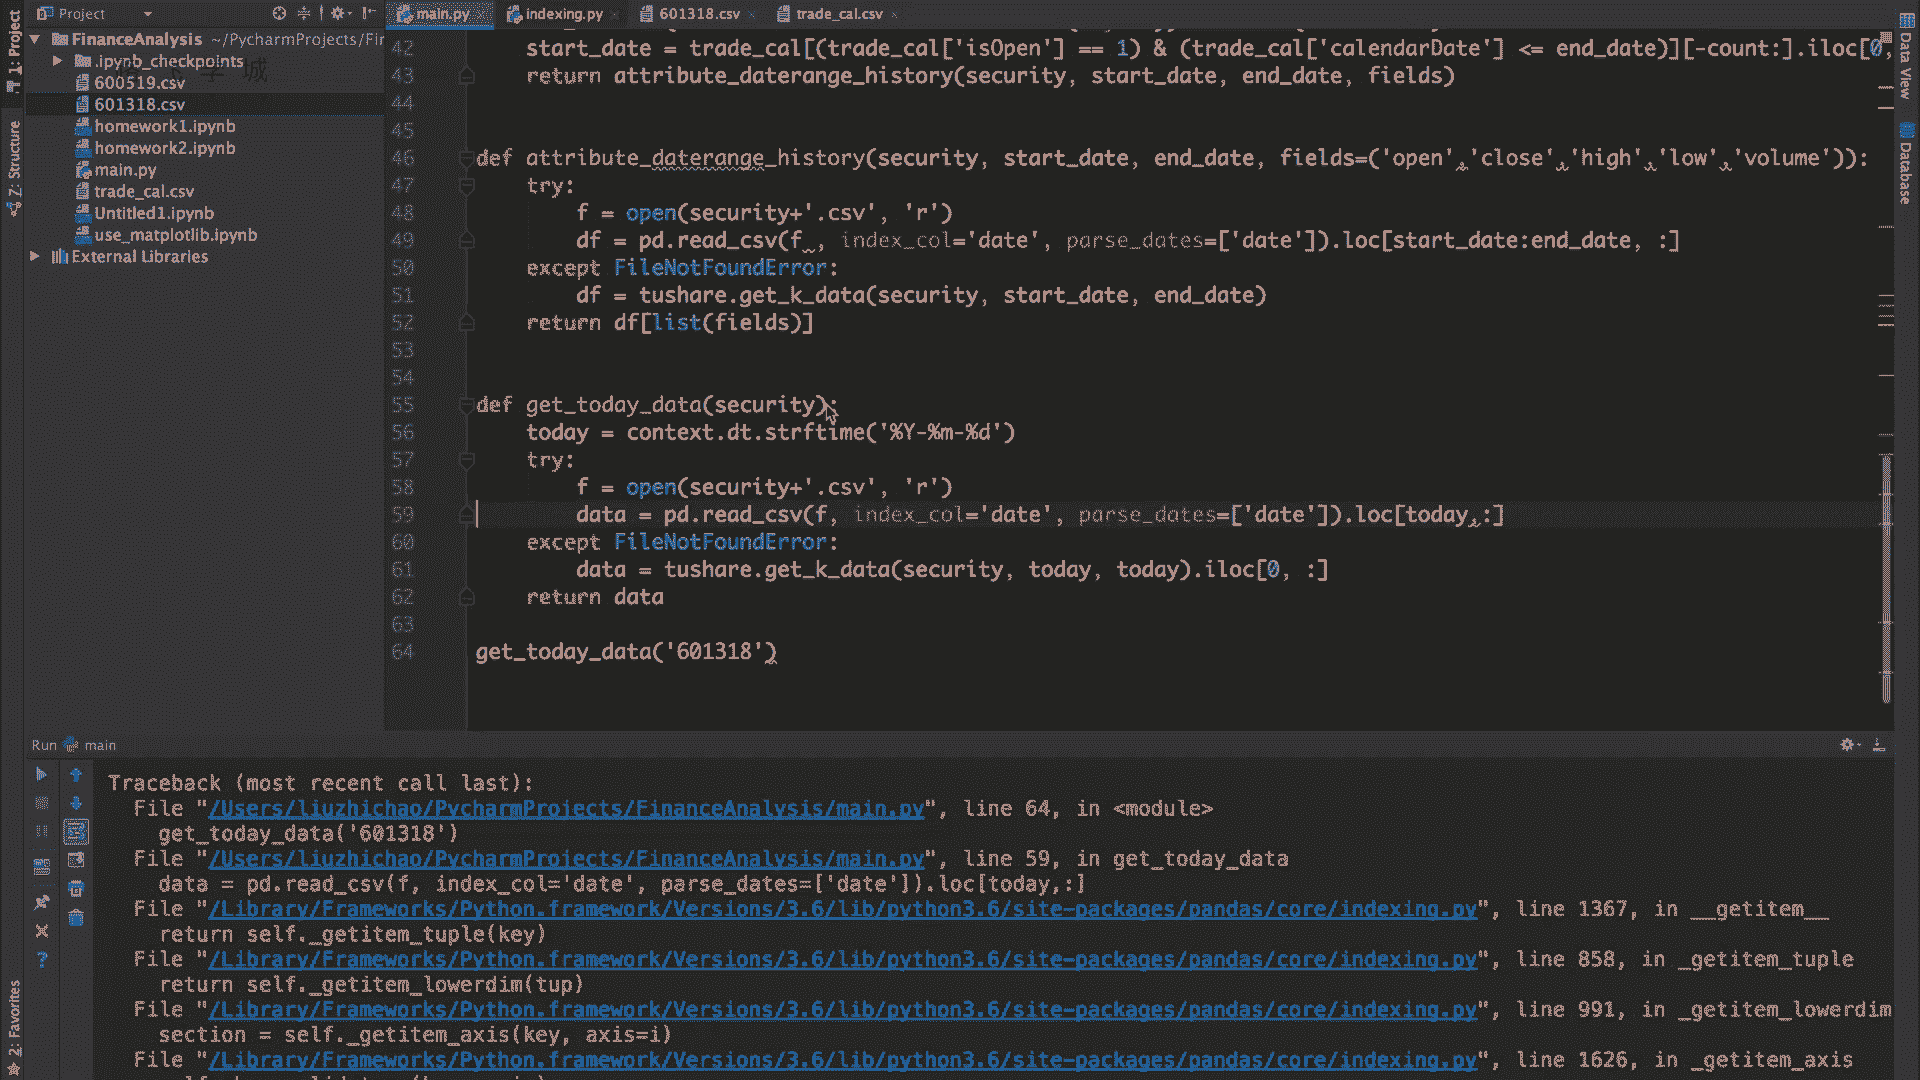 1: Project
Project
FinanceAnalysis ~/PycharmProjects/Fir
.ipynb_checkpoints
学城
600519.csv
601318.csv
homework1.ipynb
homework2.ipynb
main.py
trade_cal.csv
Untitled1.ipynb
use_matplotlib.ipynb
External Libraries
Z: Structure
2: Favorites
main.py
indexing.py
601318.csv
trade_cal.csv
42 start_date = trade_cal[(trade_cal['isOpen'] == 1) & (trade_cal['calendarDate'] <= end_date)][-count:].iloc[0,
43 return attribute_daterange_history(security, start_date, end_date, fields)
44
45
46 def attribute_daterange_history(security, start_date, end_date, fields=('open','close','high','low','volume')):
47 try:
48 f = open(security+'.csv', 'r')
49 df = pd.read_csv(f , index_col='date', parse_dates=['date']).loc[start_date:end_date, :]
50 except FileNotFoundError:
51 df = tushare.get_k_data(security, start_date, end_date)
52 return df[list(fields)]
53
54
55 def get_today_data(security):
56 today = context.dt.strftime('%Y-%m-%d')
57 try:
58 f = open(security+'.csv', 'r')
59 data = pd.read_csv(f, index_col='date', parse_dates=['date']).loc[today,:]
60 except FileNotFoundError:
61 data = tushare.get_k_data(security, today, today).iloc[0, :]
62 return data
63
64 get_today_data('601318')
Data View
Database
Run main
Traceback (most recent call last):
File "/Users/liuzhichao/PycharmProjects/FinanceAnalysis/main.py", line 64, in <module>
get_today_data('601318')
File "/Users/liuzhichao/PycharmProjects/FinanceAnalysis/main.py", line 59, in get_today_data
data = pd.read_csv(f, index_col='date', parse_dates=['date']).loc[today,:]
File "/Library/Frameworks/Python.framework/Versions/3.6/lib/python3.6/site-packages/pandas/core/indexing.py", line 1367, in __getitem__
return self._getitem_tuple(key)
File "/Library/Frameworks/Python.framework/Versions/3.6/lib/python3.6/site-packages/pandas/core/indexing.py", line 858, in _getitem_tuple
return self._getitem_lowerdim(tup)
File "/Library/Frameworks/Python.framework/Versions/3.6/lib/python3.6/site-packages/pandas/core/indexing.py", line 991, in _getitem_lowerdim
section = self._getitem_axis(key, axis=i)
File "/Library/Frameworks/Python.framework/Versions/3.6/lib/python3.6/site-packages/pandas/core/indexing.py", line 1626, in _getitem_axis